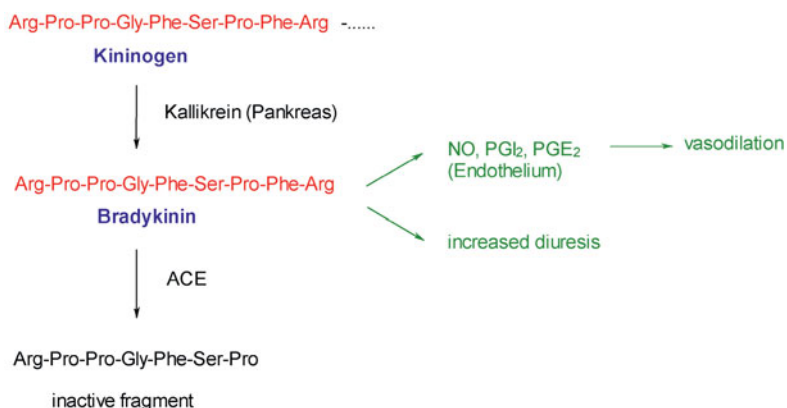 Arg-Pro-Pro-Gly-Phe-Ser-Pro-Phe-Arg -......
Kininogen
Kallikrein (Pankreas)
NO, PGI₂, PGE₂
(Endothelium)
vasodilation
Arg-Pro-Pro-Gly-Phe-Ser-Pro-Phe-Arg
Bradykinin
increased diuresis
ACE
Arg-Pro-Pro-Gly-Phe-Ser-Pro
inactive fragment